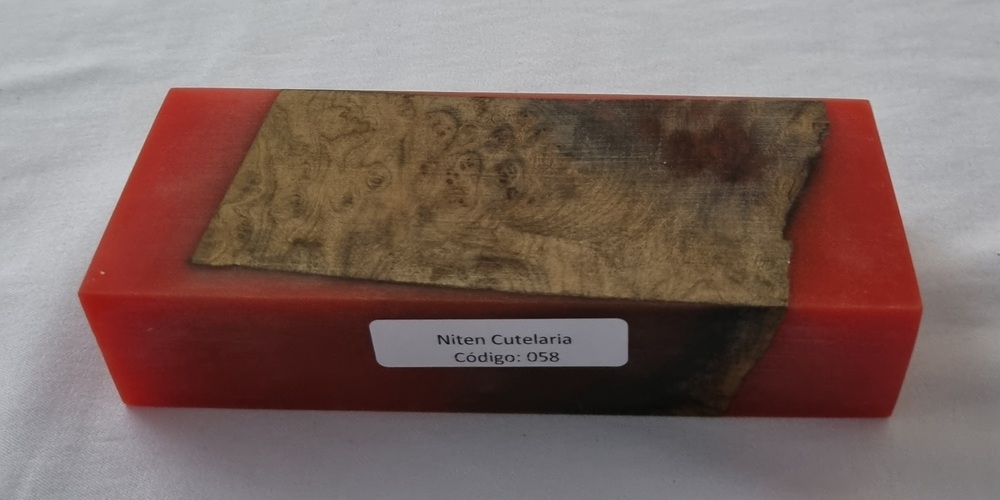 Niten Cutelaria
Código: 058